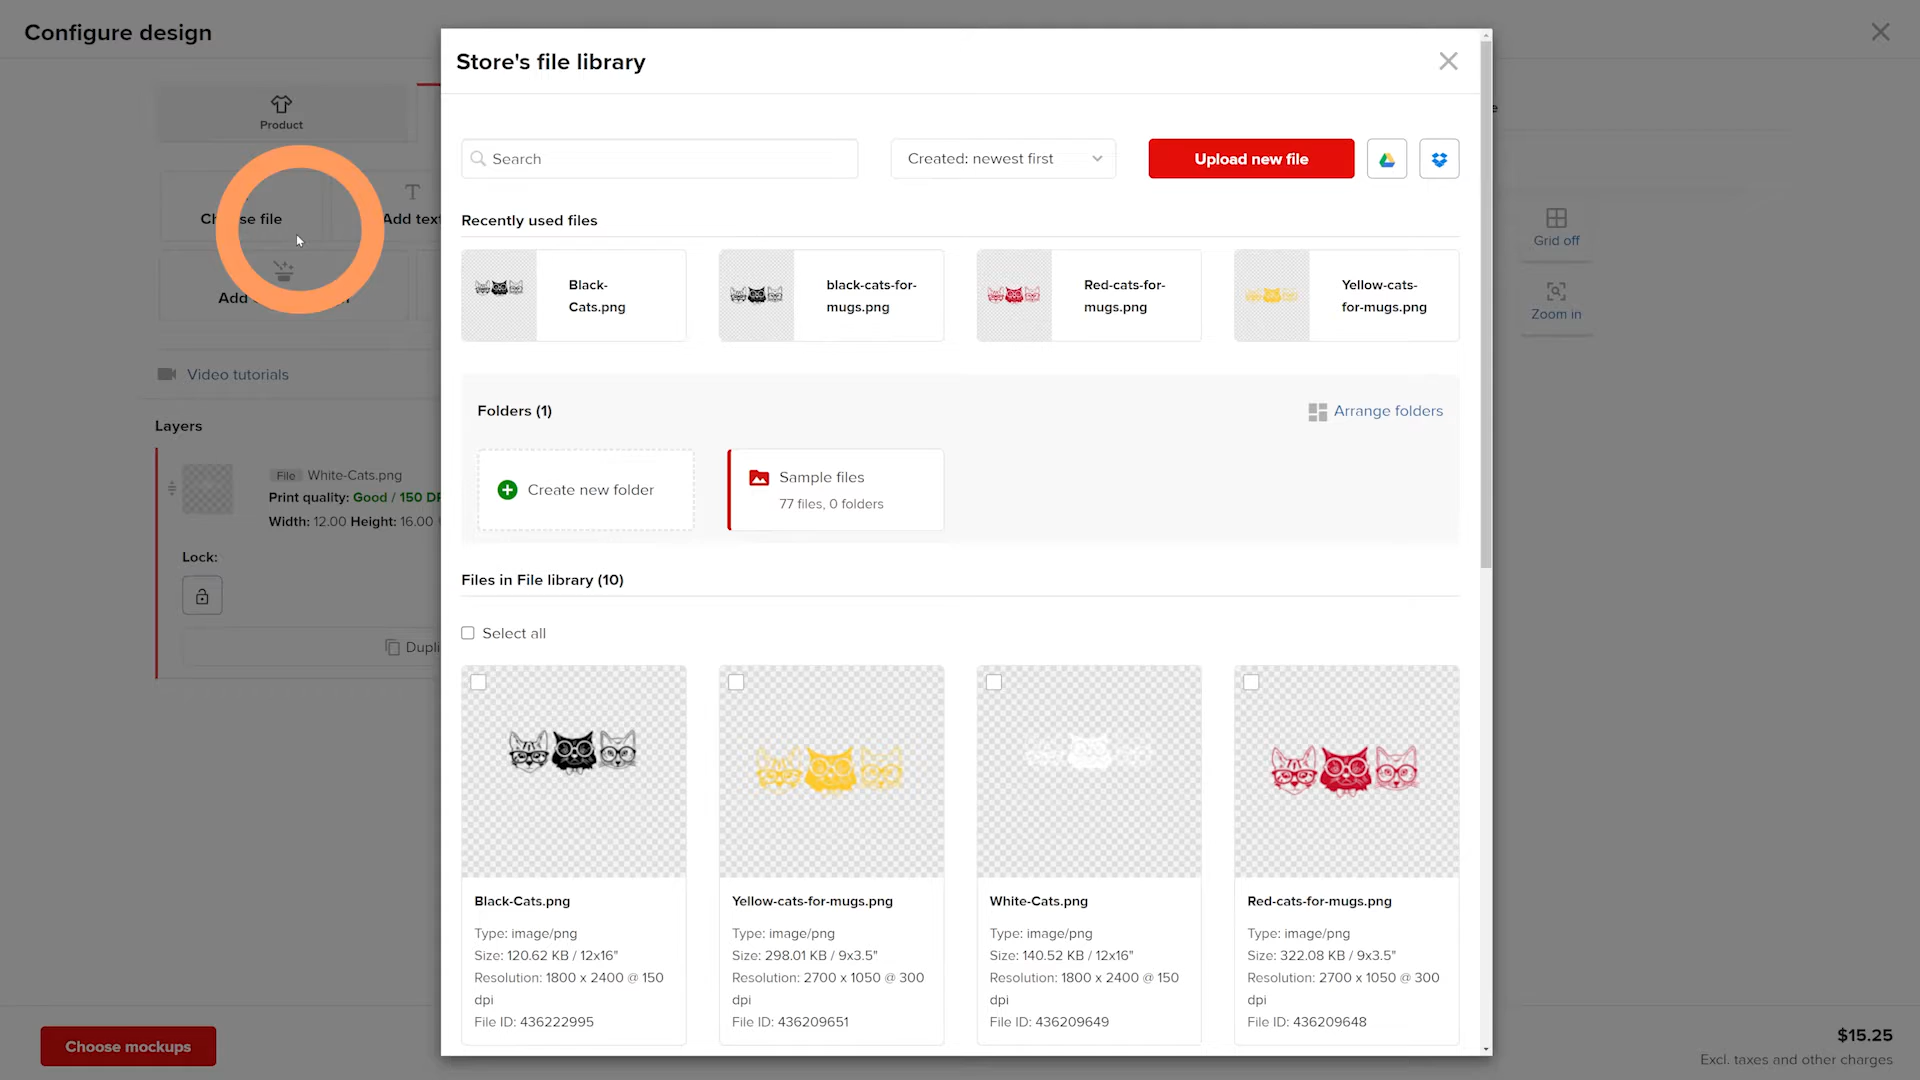 Configure design
Product
Add text
Video tutorials
Layers
File White-Cats.png
Print quality: Good / 150
Width: 12.00 Height: 16.00
Lock:
Choose mockups
Store's file library
Search
Created: newest first
Upload new file
Recently used files
Black-
Cats.png
black-cats-for-
mugs.png
Red-cats-for-
mugs.png
Yellow-cats-
for-mugs.png
Folders (1)
Arrange folders
Create new folder
Sample files
77 files, 0 folders
Files in File library (10)
Select all
Black-Cats.png
Type: image/png
Size: 120.62 KB / 12x16"
Resolution: 1800 x 2400 @ 150
dpi
File ID: 436222995
Yellow-cats-for-mugs.png
Type: image/png
Size: 298.01 KB / 9x3.5"
Resolution: 2700 x 1050 @ 300
dpi
File ID: 436209651
White-Cats.png
Type: image/png
Size: 140.52 KB / 12x16"
Resolution: 1800 x 2400 @ 150
dpi
File ID: 436209649
Red-cats-for-mugs.png
Type: image/png
Size: 322.08 KB / 9x3.5"
Resolution: 2700 x 1050 @ 300
dpi
File ID: 436209648
Grid off
Zoom in
$15.25
Excl. taxes and other charges